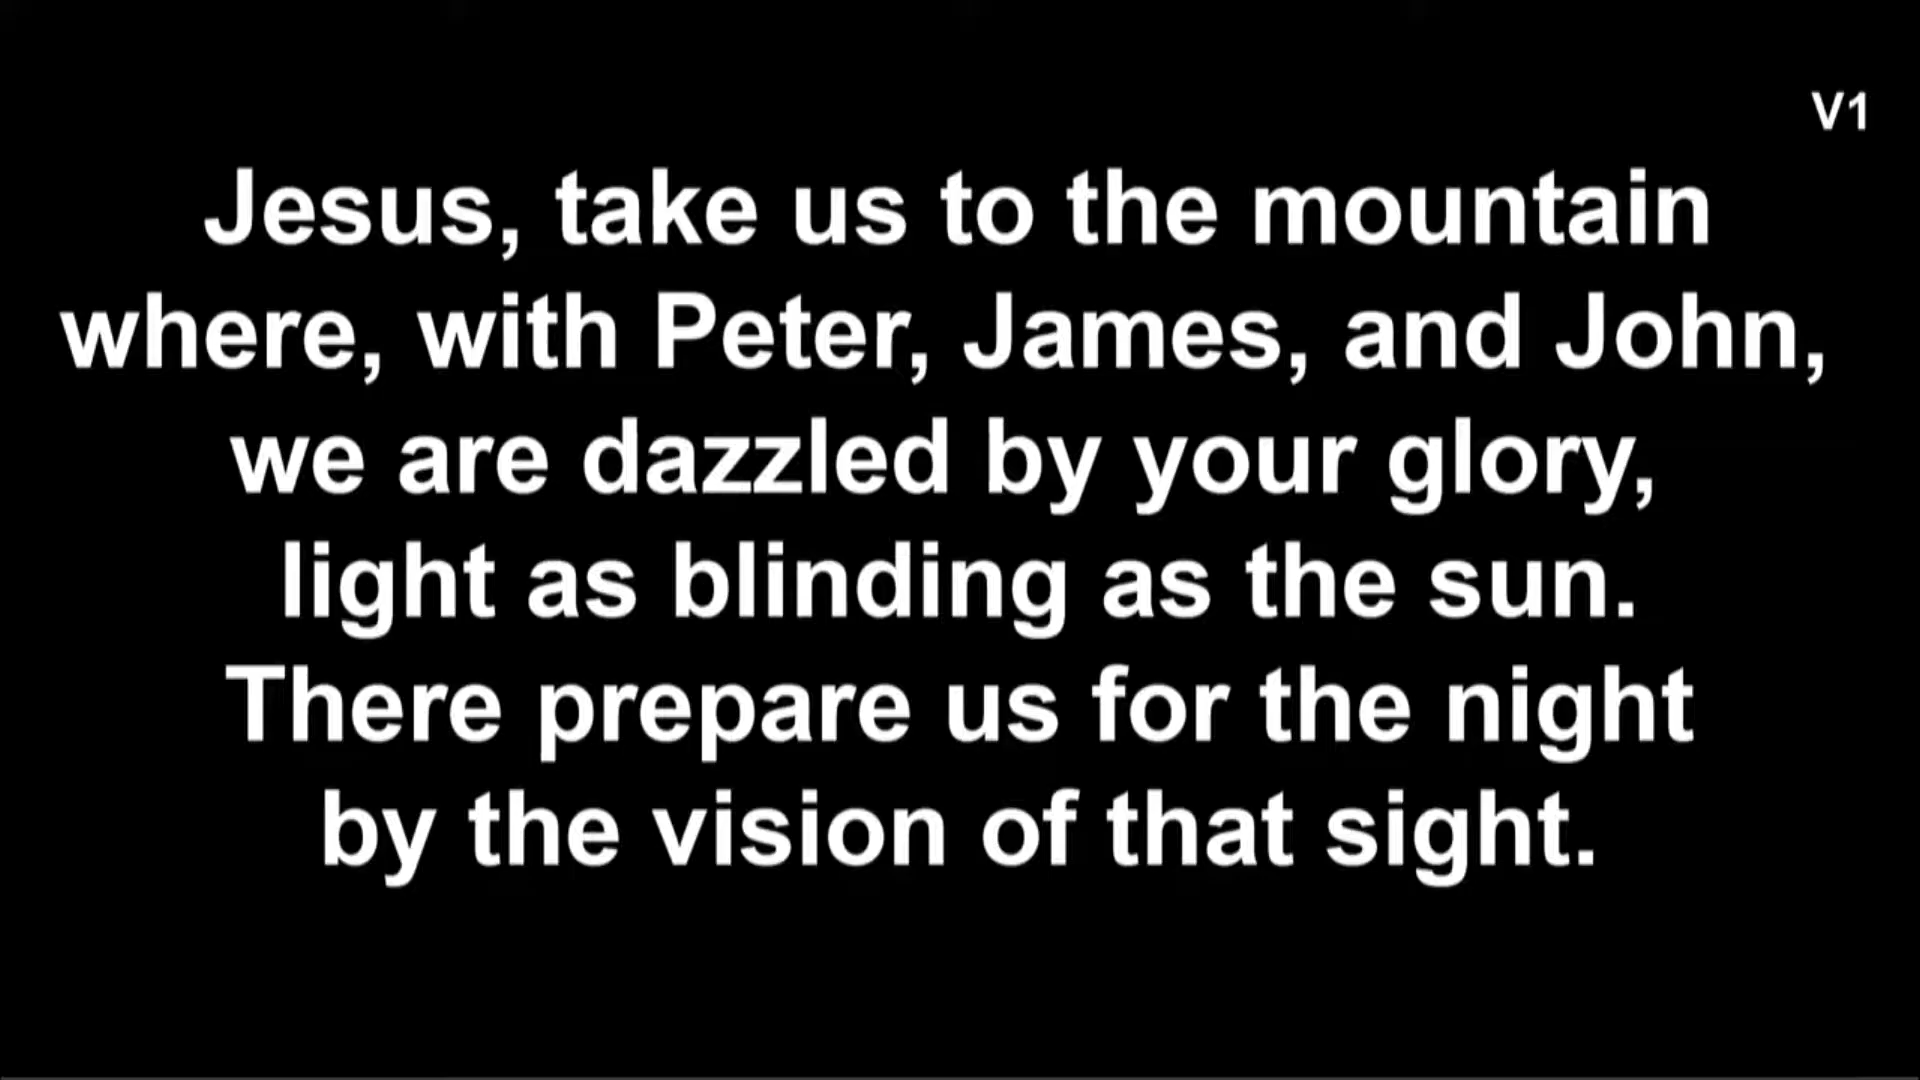 V1
Jesus, take us to the mountain
where, with Peter, James, and John,
we are dazzled by your glory,
light as blinding as the sun.
There prepare us for the night
by the vision of that sight.